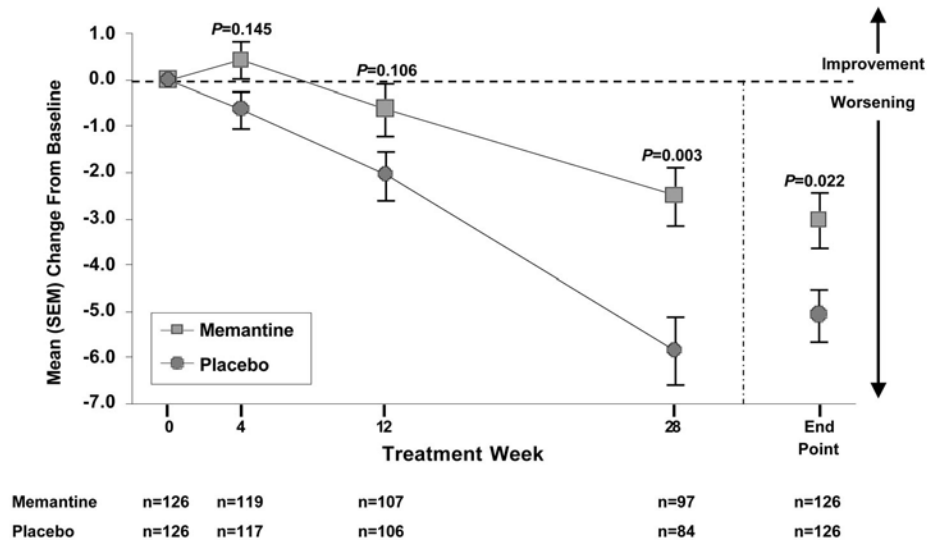 Mean (SEM) Change From Baseline
1.0
0.0
-1.0
-2.0
-3.0
-4.0
-5.0
-6.0
-7.0
P=0.145
P=0.106
P=0.003
P=0.022
Improvement
Worsening
Memantine
Placebo
0 4 12 28 End
Point
Treatment Week
Memantine n=126 n=119 n=107 n=97 n=126
Placebo n=126 n=117 n=106 n=84 n=126